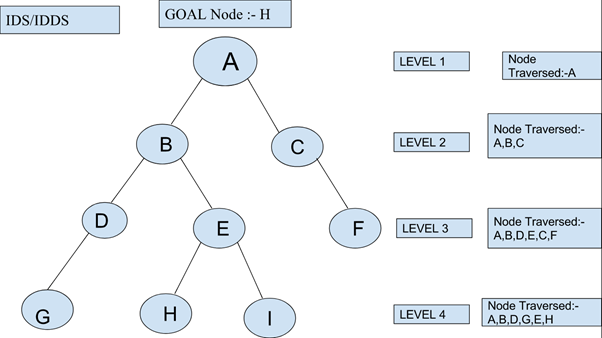 IDS/IDDS
GOAL Node :- H
A
LEVEL 1
Node
Traversed:-A
B
C
LEVEL 2
Node Traversed:-
A,B,C
D
E
F
LEVEL 3
Node Traversed:-
A,B,D,E,C,F
G
H
I
LEVEL 4
Node Traversed:-
A,B,D,G,E,H